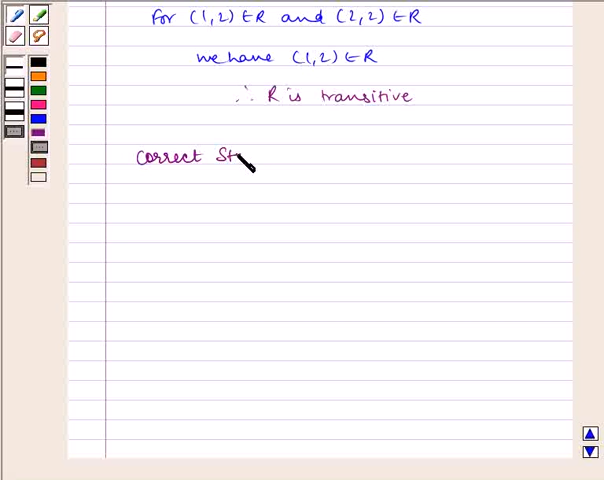 For (1,2) ∈ R and (2,2) ∈ R
we have (1,2) ∈ R
∴ R is transitive
Correct St